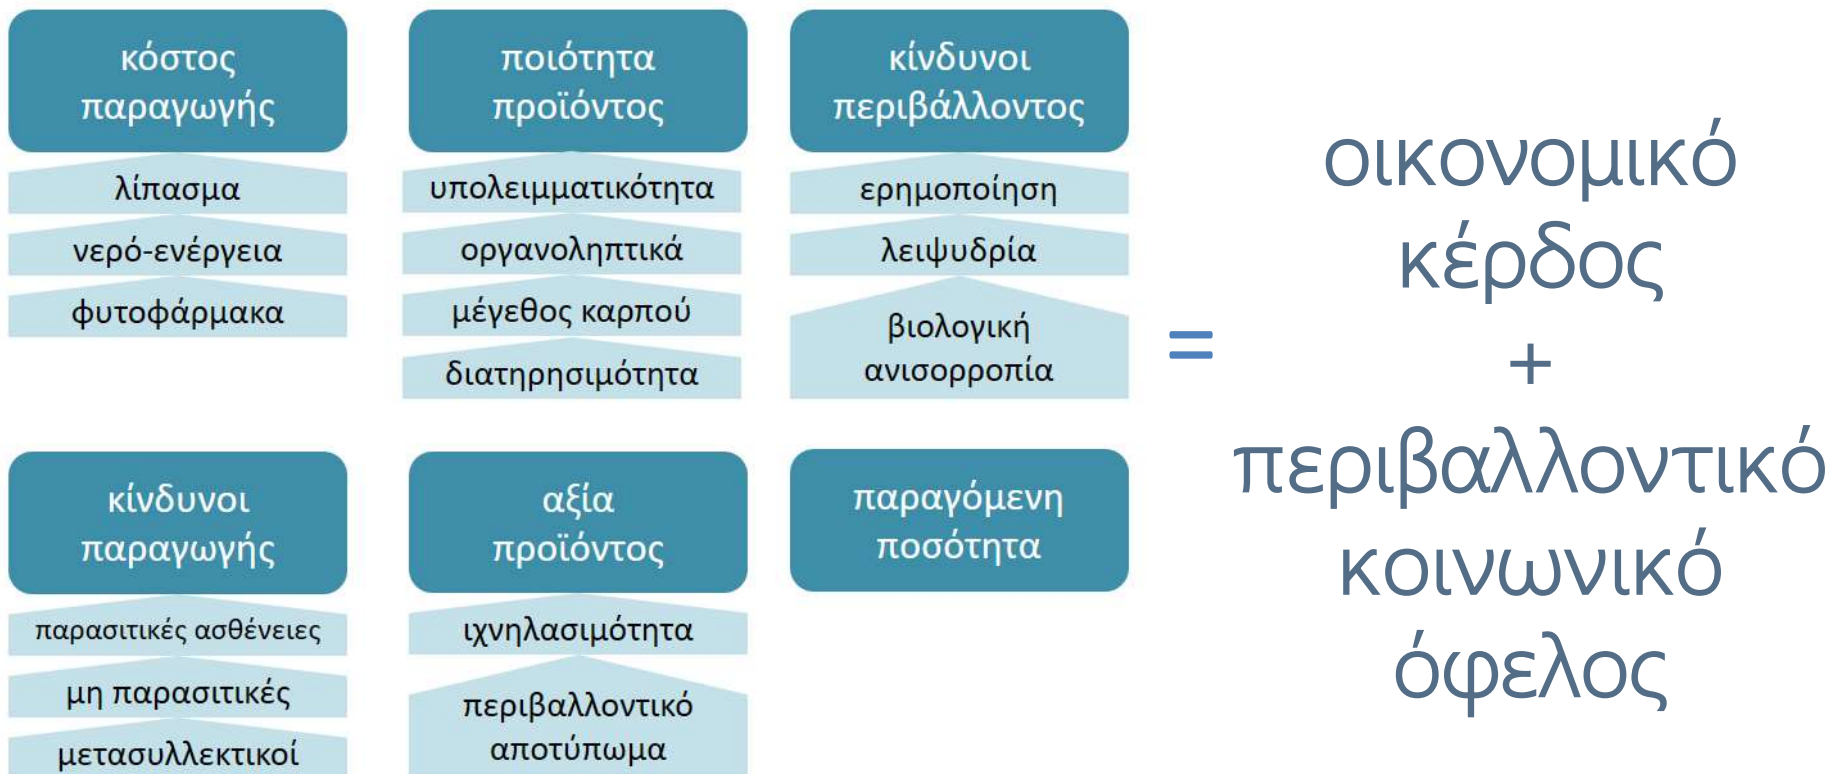 κόστος
παραγωγής
λίπασμα
νερό-ενέργεια
φυτοφάρμακα
ποιότητα
προϊόντος
υπολειμματικότητα
οργανοληπτικά
μέγεθος καρπού
διατηρησιμότητα
κίνδυνοι
περιβάλλοντος
ερημοποίηση
λειψυδρία
βιολογική
ανισορροπία
κίνδυνοι
παραγωγής
παρασιτικές ασθένειες
μη παρασιτικές
μετασυλλεκτικοί
αξία
προϊόντος
ιχνηλασιμότητα
περιβαλλοντικό
αποτύπωμα
παραγόμενη
ποσότητα
=
οικονομικό
κέρδος
+
περιβαλλοντικό
κοινωνικό
όφελος